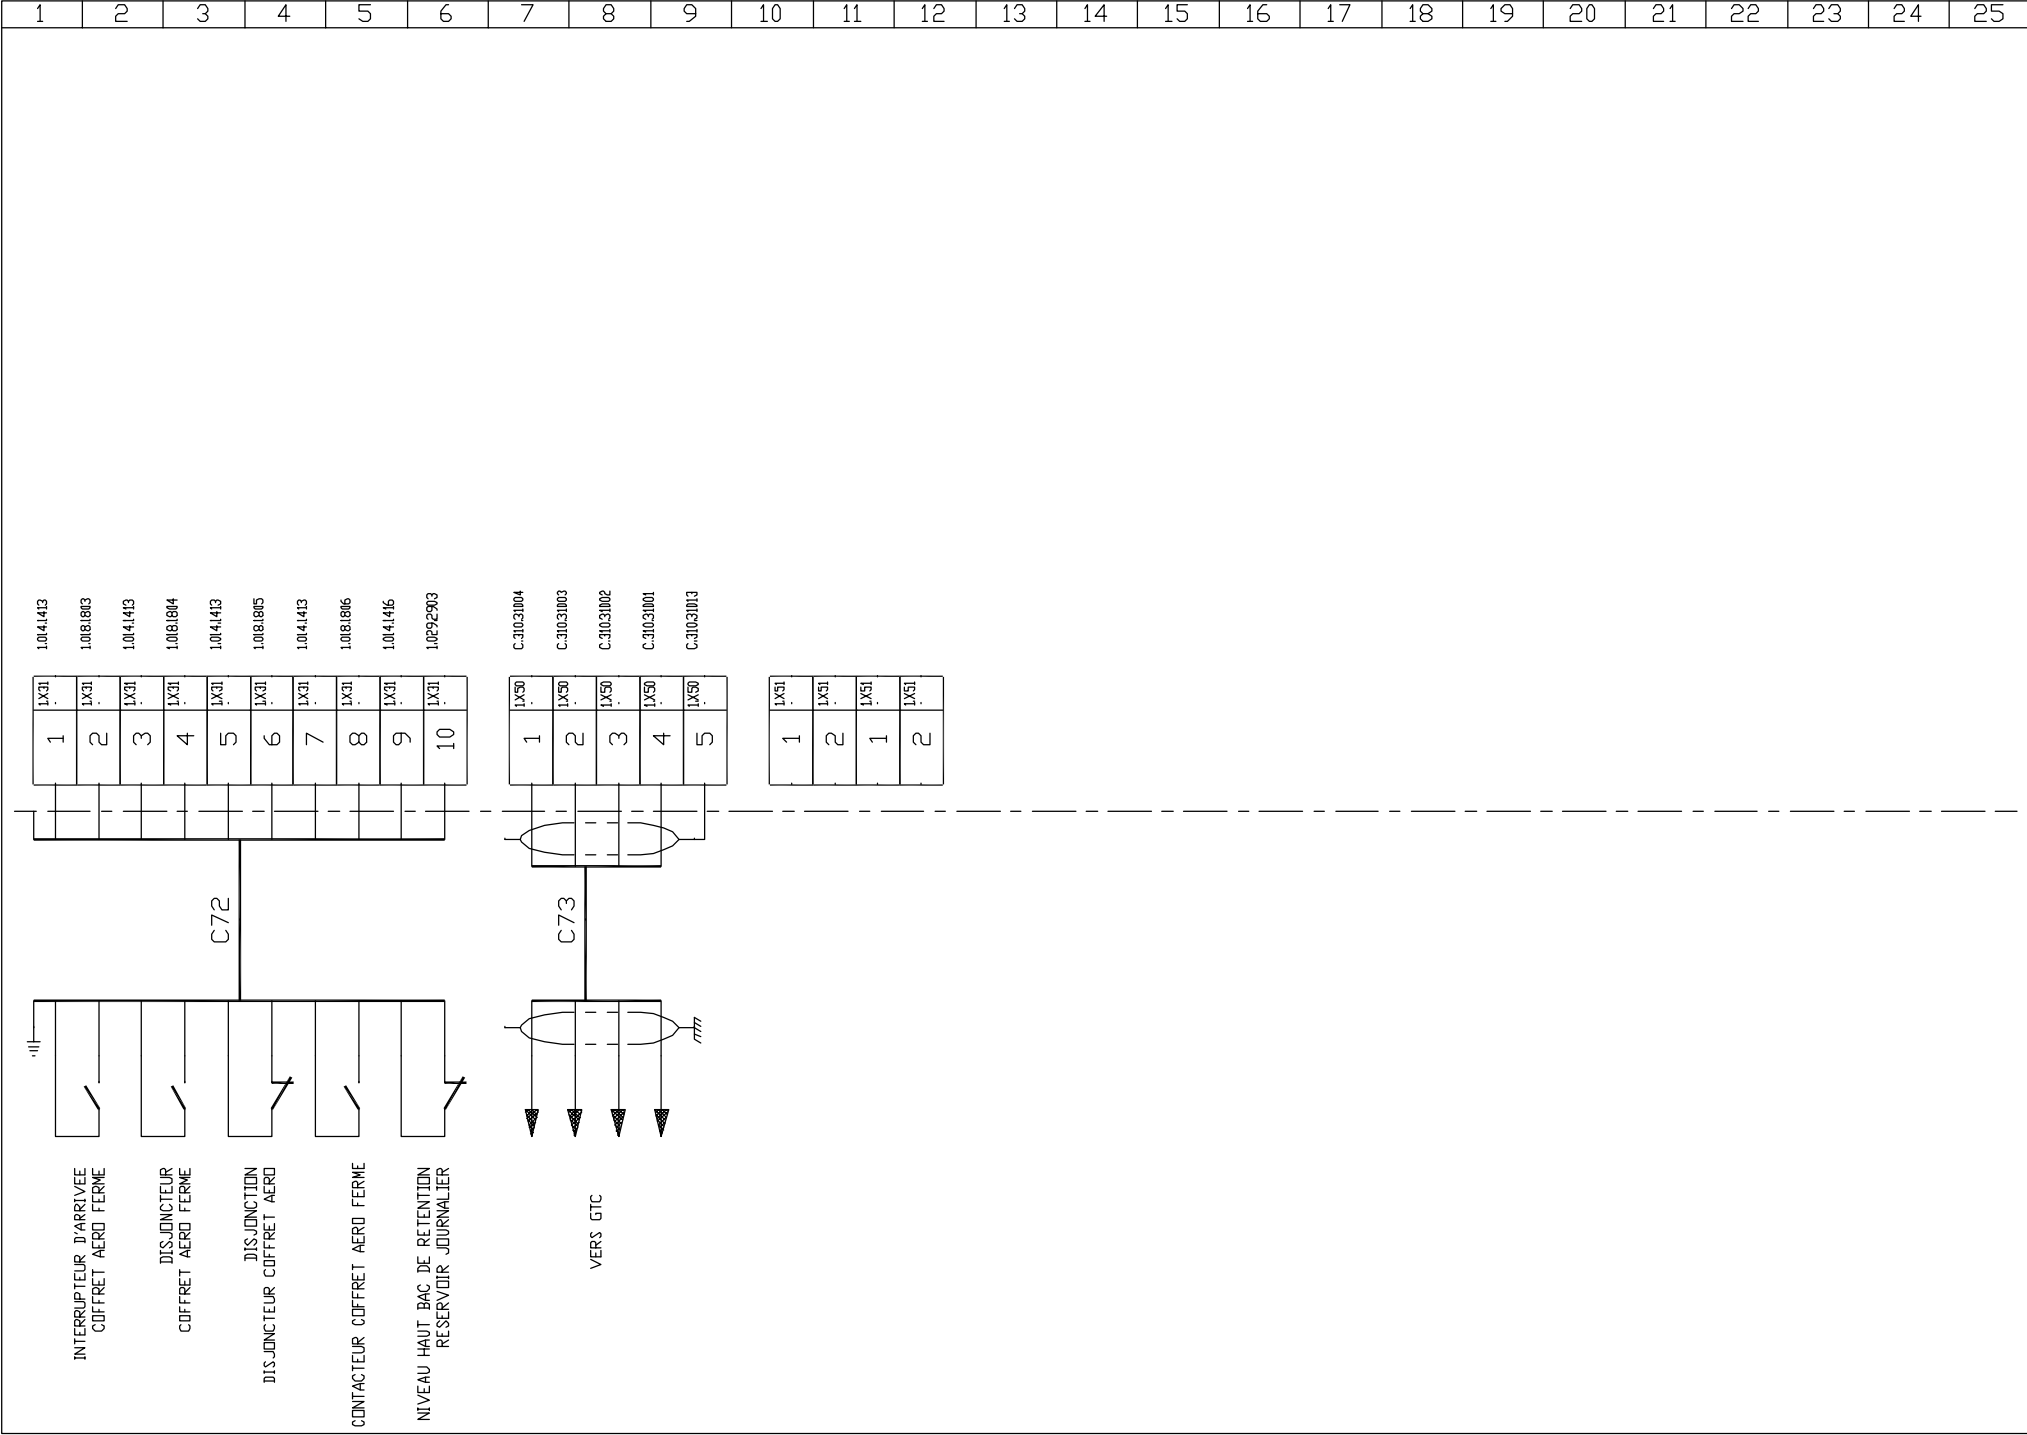 1 2 3 4 5 6 7 8 9 10 11 12 13 14 15 16 17 18 19 20 21 22 23 24 25
1.014.1413
1.018.1803
1.014.1413
1.018.1804
1.014.1413
1.018.1805
1.014.1413
1.018.1806
1.014.1416
1.029.2903
C.310.31004
C.310.31003
C.310.31002
C.310.31001
C.310.31013
1.X31 1.X31 1.X31 1.X31 1.X31 1.X31 1.X31 1.X31 1.X31 1.X31
1.X50 1.X50 1.X50 1.X50 1.X50
1.X51 1.X51 1.X51 1.X51
1 2 3 4 5 6 7 8 9 10
1 2 3 4 5
1 2 1 2
C72
C73
INTERRUPTEUR D'ARRIVEE
COFFRET AERO FERME
DISJONCTEUR
COFFRET AERO FERME
DISJONCTION
DISJONCTEUR COFFRET AERO
CONTACTEUR COFFRET AERO FERME
NIVEAU HAUT BAC DE RETENTION
RESERVOIR JOURNALIER
VERS GTC